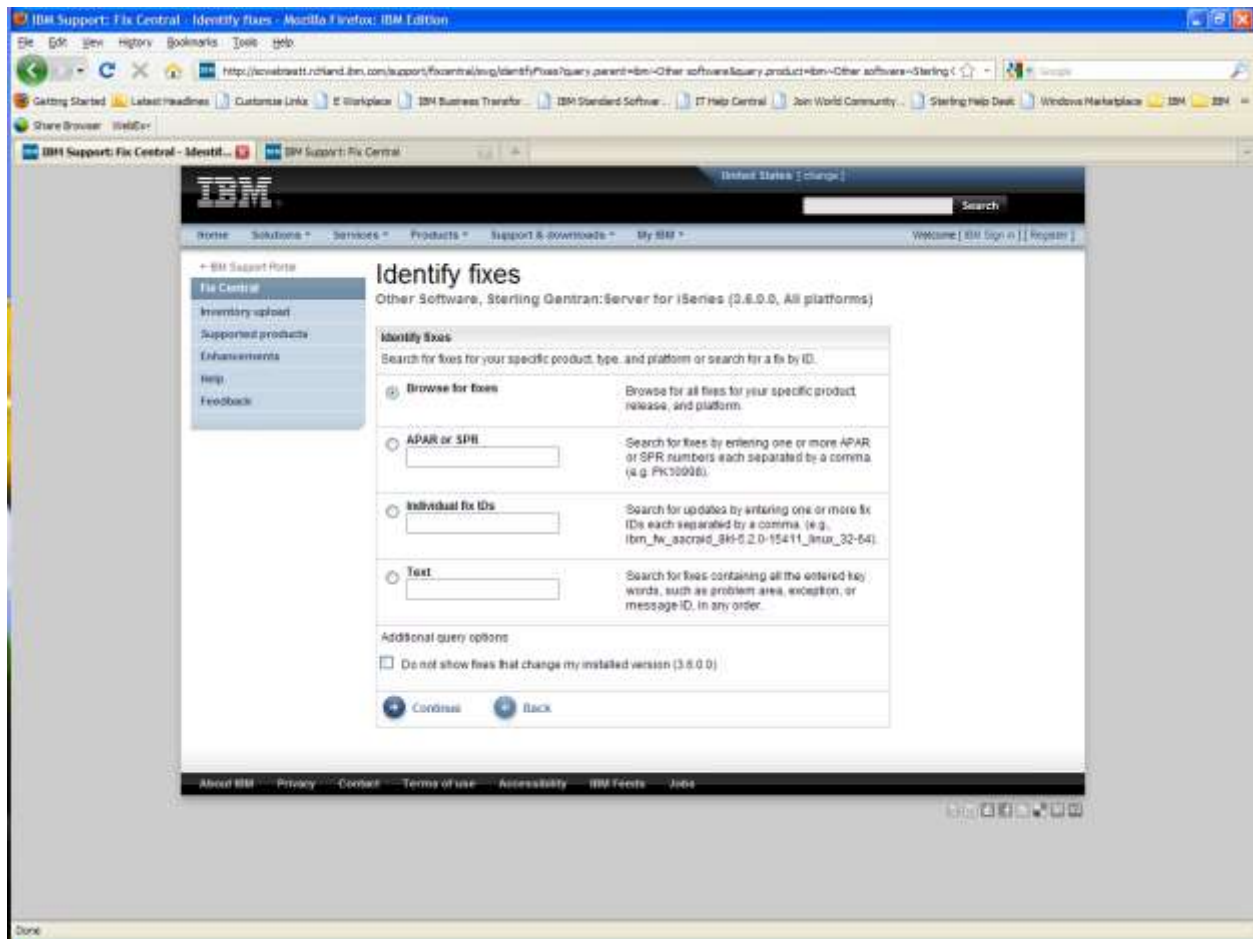 IBM Support: Fix Central - Identify fixes - Mozilla Firefox: IBM Edition
File Edit View History Bookmarks Tools Help
Google
Getting Started Latest Headlines Customize Links E Workplace IBM Business Transfor... IBM Standard Softwar... IT Help Central Join World Community... Sterling Help Desk Windows Marketplace IBM IBM
Share Browser WebEx
IBM Support: Fix Central - Identif... IBM Support: Fix Central
IBM
United States [ change ]
Search
Home Solutions Services Products Support & downloads My IBM
Welcome [ IBM Sign in ] [ Register ]
← IBM Support Portal
Fix Central
Inventory upload
Supported products
Enhancements
Help
Feedback
Identify fixes
Other Software, Sterling Gentran:Server for iSeries (3.6.0.0, All platforms)
Identify fixes
Search for fixes for your specific product, type, and platform or search for a fix by ID.
Browse for fixes
Browse for all fixes for your specific product, release, and platform.
APAR or SPR
Search for fixes by entering one or more APAR
or SPR numbers each separated by a comma.
(e.g. PK10998).
Individual fix IDs
Search for updates by entering one or more fix
IDs each separated by a comma. (e.g.,
Text
Search for fixes containing all the entered key
words, such as problem area, exception, or
message ID, in any order.
Additional query options
Do not show fixes that change my installed version (3.6.0.0)
Continue Back
About IBM Privacy Contact Terms of use Accessibility IBM Feeds Jobs
Done